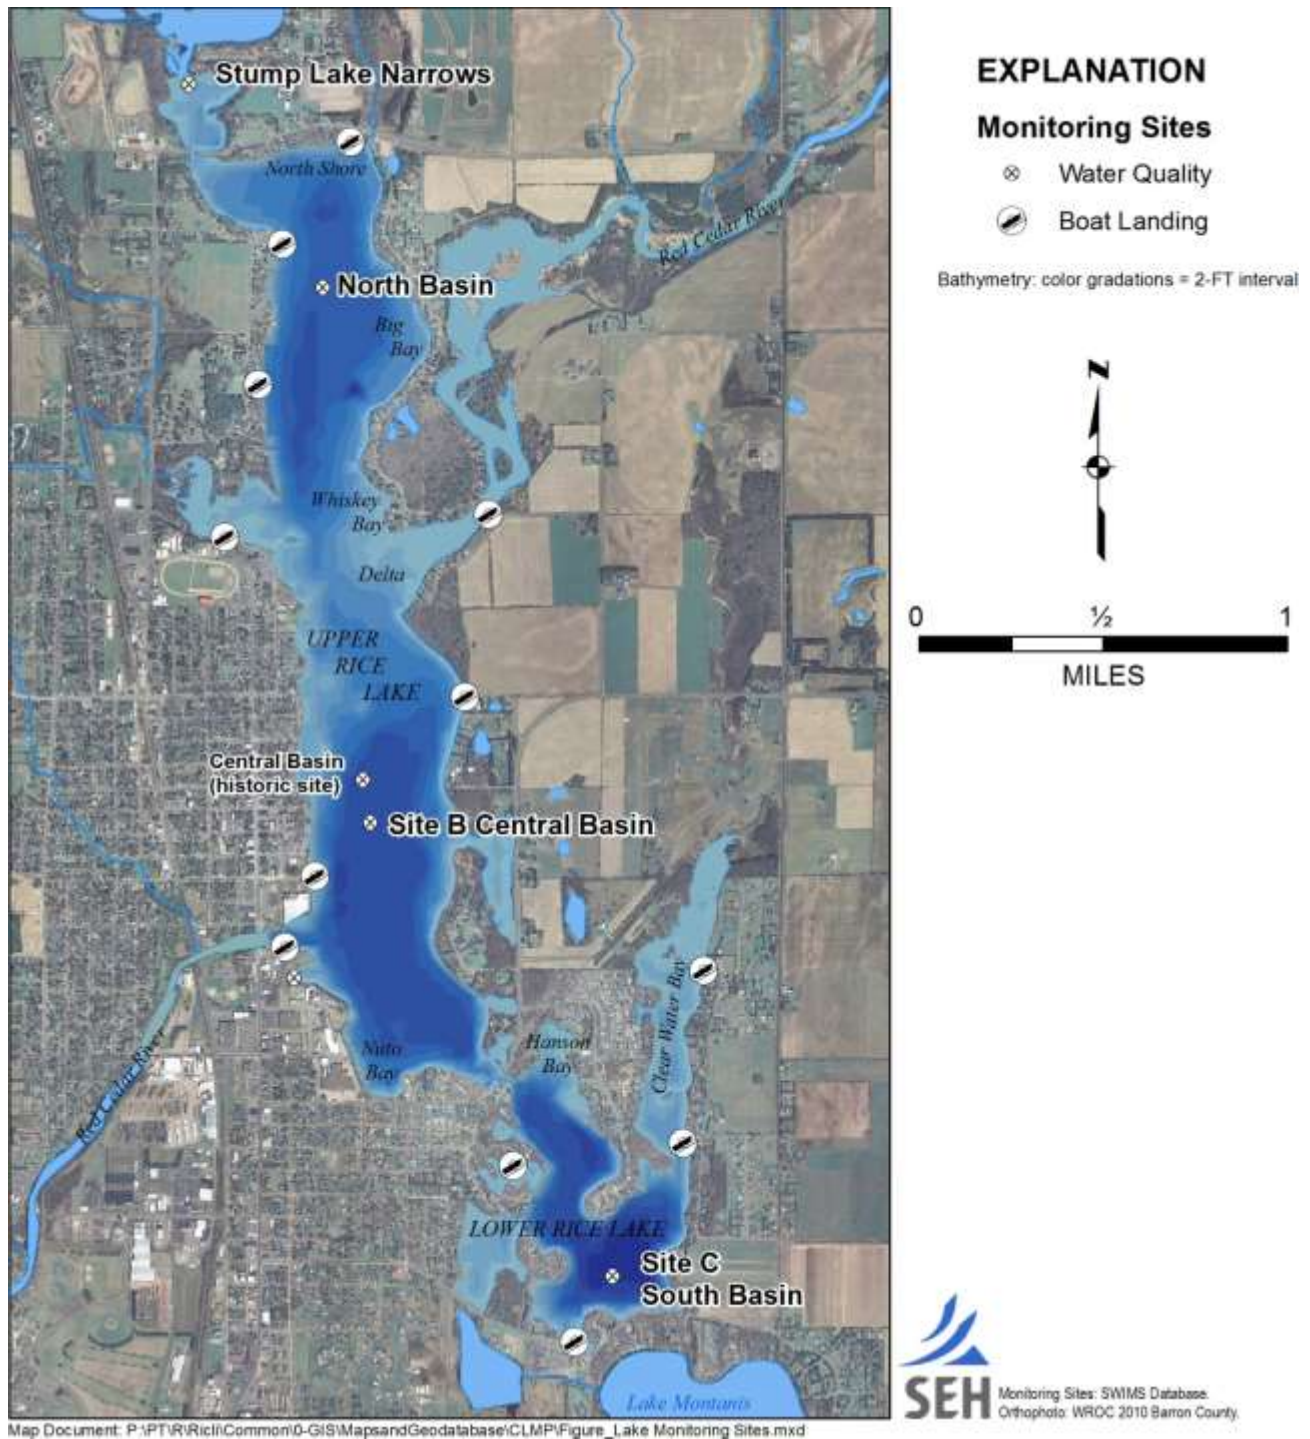 Stump Lake Narrows
North Shore
North Basin
Big
Bay
Red Cedar River
Whiskey
Bay
Delta
UPPER
RICE
LAKE
Central Basin
(historic site)
Site B Central Basin
Clear Water Bay
Hanson
Bay
Nuto
Bay
Red Cedar River
LOWER RICE LAKE
Site C
South Basin
Lake Montanis
EXPLANATION
Monitoring Sites
Water Quality
Boat Landing
Bathymetry: color gradations = 2-FT interval
N
0 ½ 1
MILES
SEH
Monitoring Sites: SWIMS Database.
Orthophoto: WROC 2010 Barron County.
Map Document: P:\PT\R\Ricli\Common\0-GIS\MapsandGeodatabase\CLMP\Figure_Lake Monitoring Sites.mxd